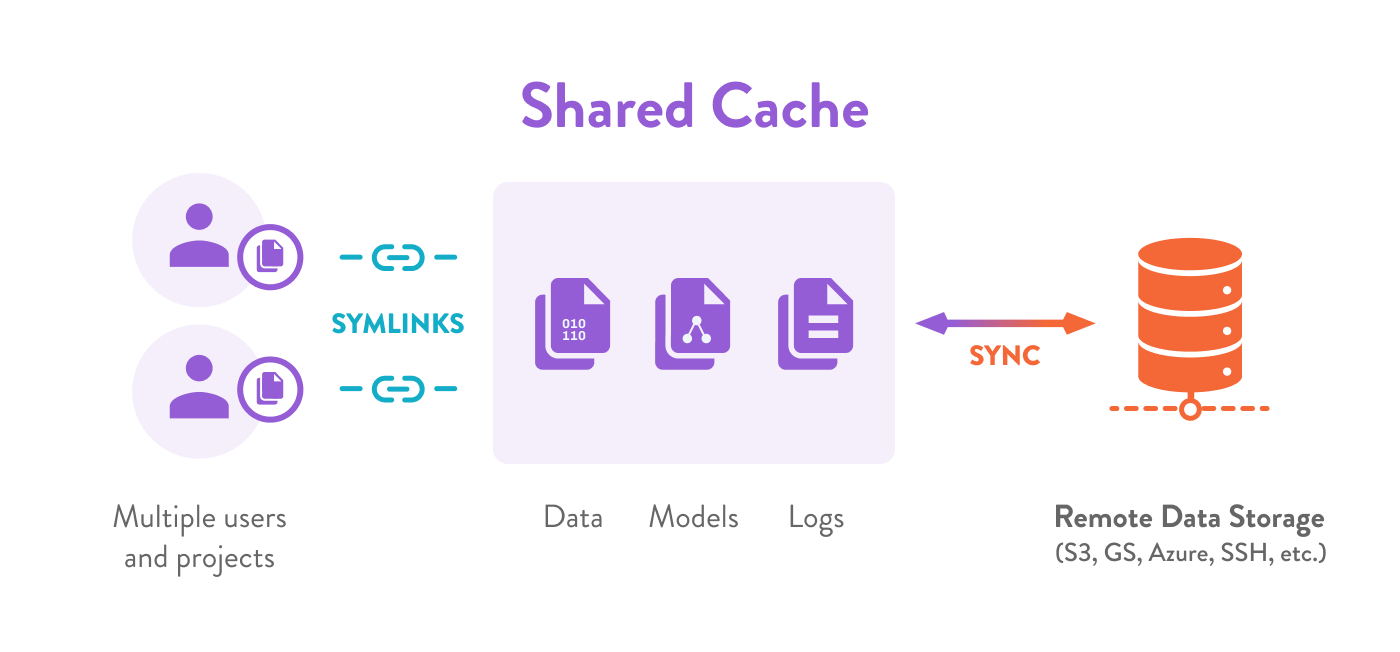 Shared Cache
SYMLINKS
010
110
SYNC
Multiple users
and projects
Data
Models
Logs
Remote Data Storage
(S3, GS, Azure, SSH, etc.)